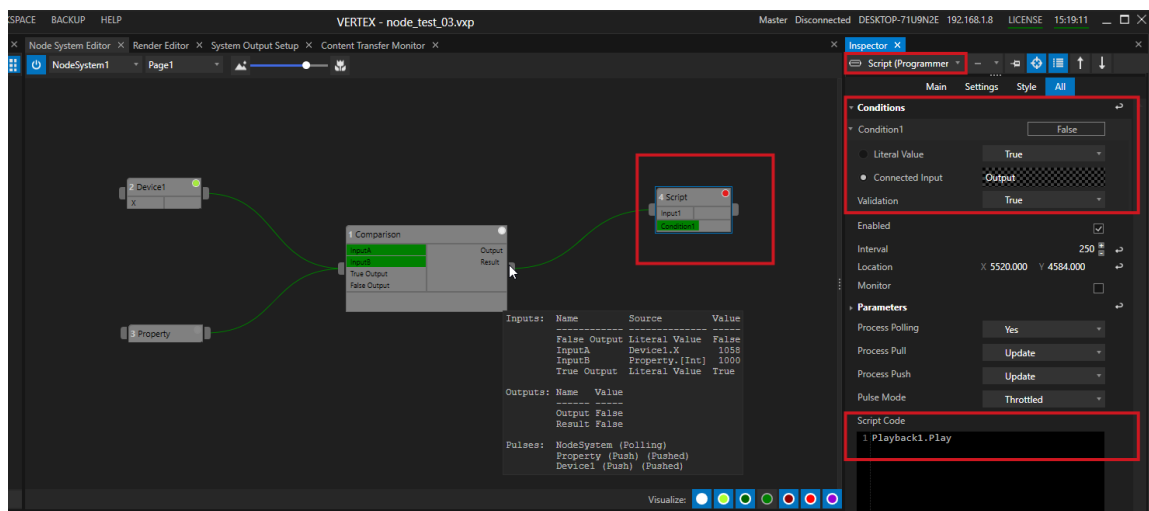 KSPACE BACKUP HELP VERTEX - node_test_03.vxp Master Disconnected DESKTOP-71U9N2E 192.168.1.8 LICENSE 15:19:11
Node System Editor Render Editor System Output Setup Content Transfer Monitor Inspector
NodeSystem1 Page1 Script (Programmer
Main Settings Style All
Conditions
Condition1 False
Literal Value True
Connected Input Output
Validation True
Enabled
Interval 250
Location X 5520.000 Y 4584.000
Monitor
Parameters
Process Polling Yes
Process Pull Update
Process Push Update
Pulse Mode Throttled
Script Code
1 Playback1.Play
2 Device1
X
1 Comparison
InputA Output
InputB Result
True Output
False Output
3 Property
4 Script
Input1
Condition1
Inputs: Name Source Value
------------ -------------- -----
False Output Literal Value False
InputA Device1.X 1058
InputB Property.[Int] 1000
True Output Literal Value True
Outputs: Name Value
------ -----
Output False
Result False
Pulses: NodeSystem (Polling)
Property (Push) (Pushed)
Device1 (Push) (Pushed)
Visualize: